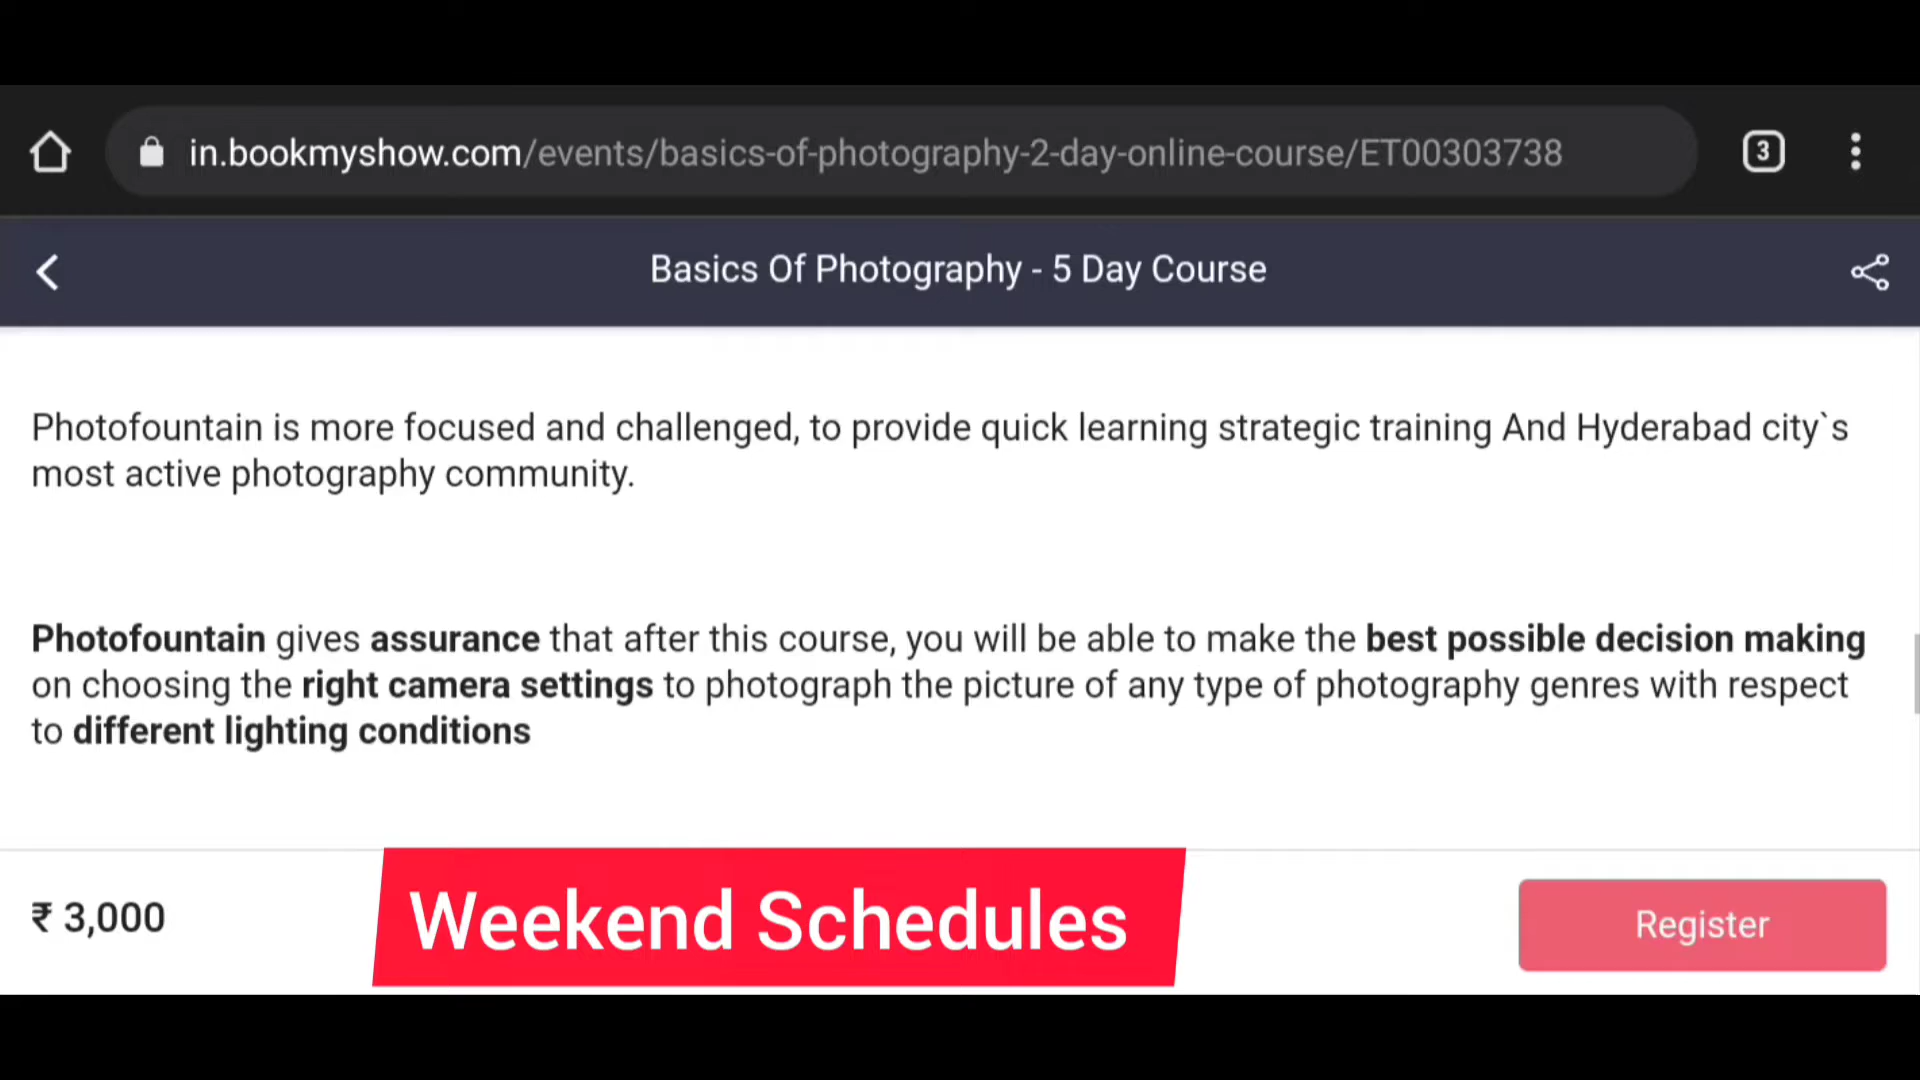 in.bookmyshow.com/events/basics-of-photography-2-day-online-course/ET00303738
3
Basics Of Photography - 5 Day Course
Photofountain is more focused and challenged, to provide quick learning strategic training And Hyderabad city`s
most active photography community.
Photofountain gives assurance that after this course, you will be able to make the best possible decision making
on choosing the right camera settings to photograph the picture of any type of photography genres with respect
to different lighting conditions
₹ 3,000
Weekend Schedules
Register